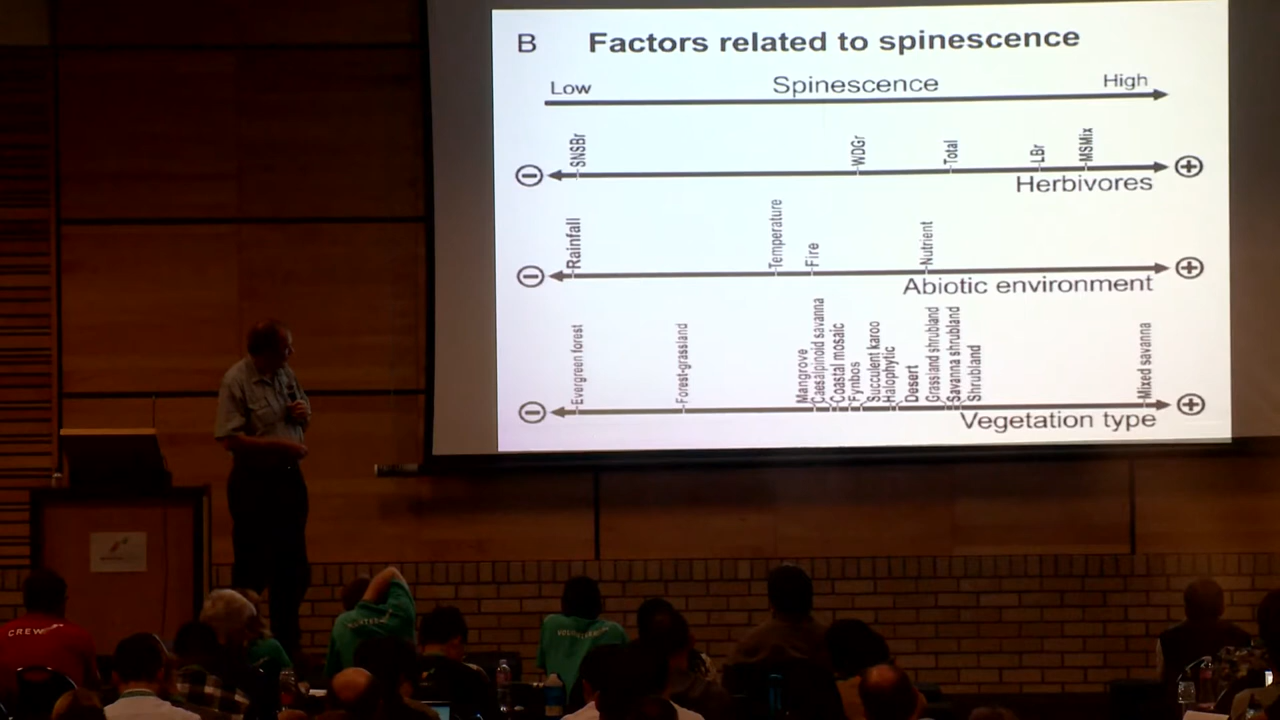 B Factors related to spinescence
Low Spinescence High
SNSBr WDGr Total LBr MSMix
Herbivores
Rainfall Temperature Fire Nutrient
Abiotic environment
Evergreen forest
Forest-grassland
Mangrove
Caesalpinoid savanna
Coastal mosaic
Fynbos
Succulent karoo
Halophytic
Desert
Grassland shrubland
Savanna shrubland
Shrubland
Mixed savanna
Vegetation type
CREW